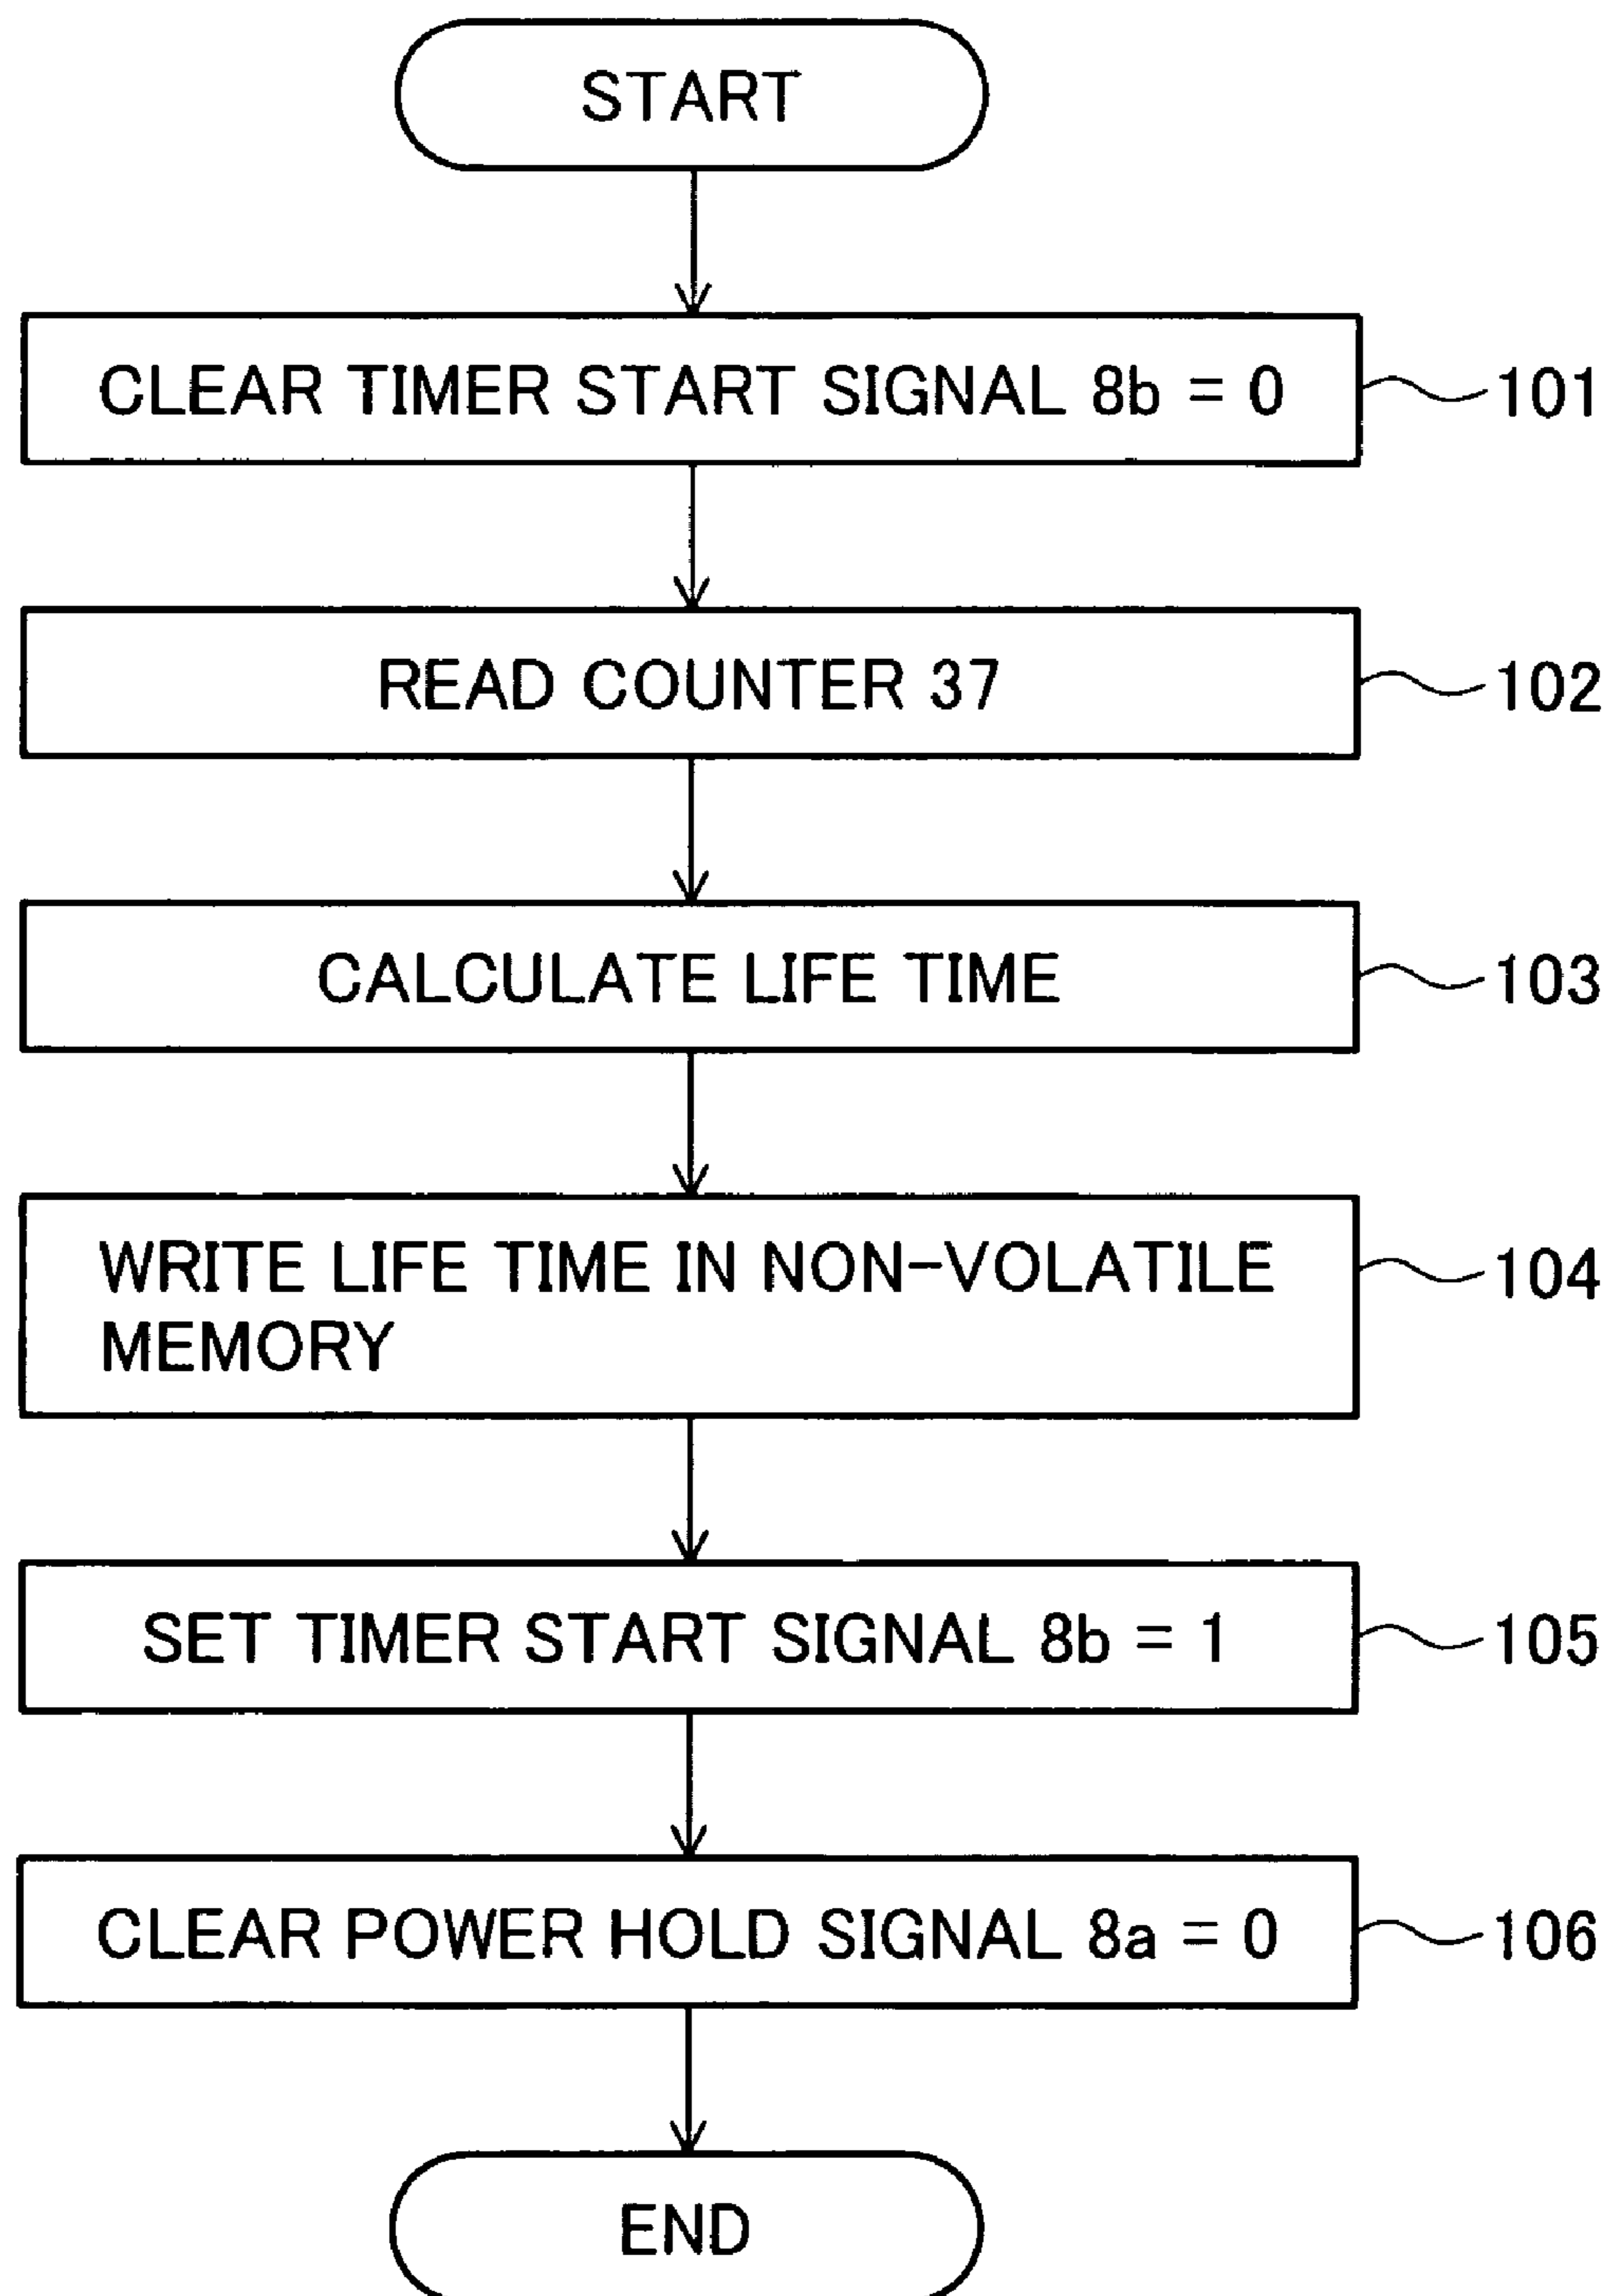 START
CLEAR TIMER START SIGNAL 8b = 0
101
READ COUNTER 37
102
CALCULATE LIFE TIME
103
WRITE LIFE TIME IN NON-VOLATILE
MEMORY
104
SET TIMER START SIGNAL 8b = 1
105
CLEAR POWER HOLD SIGNAL 8a = 0
106
END